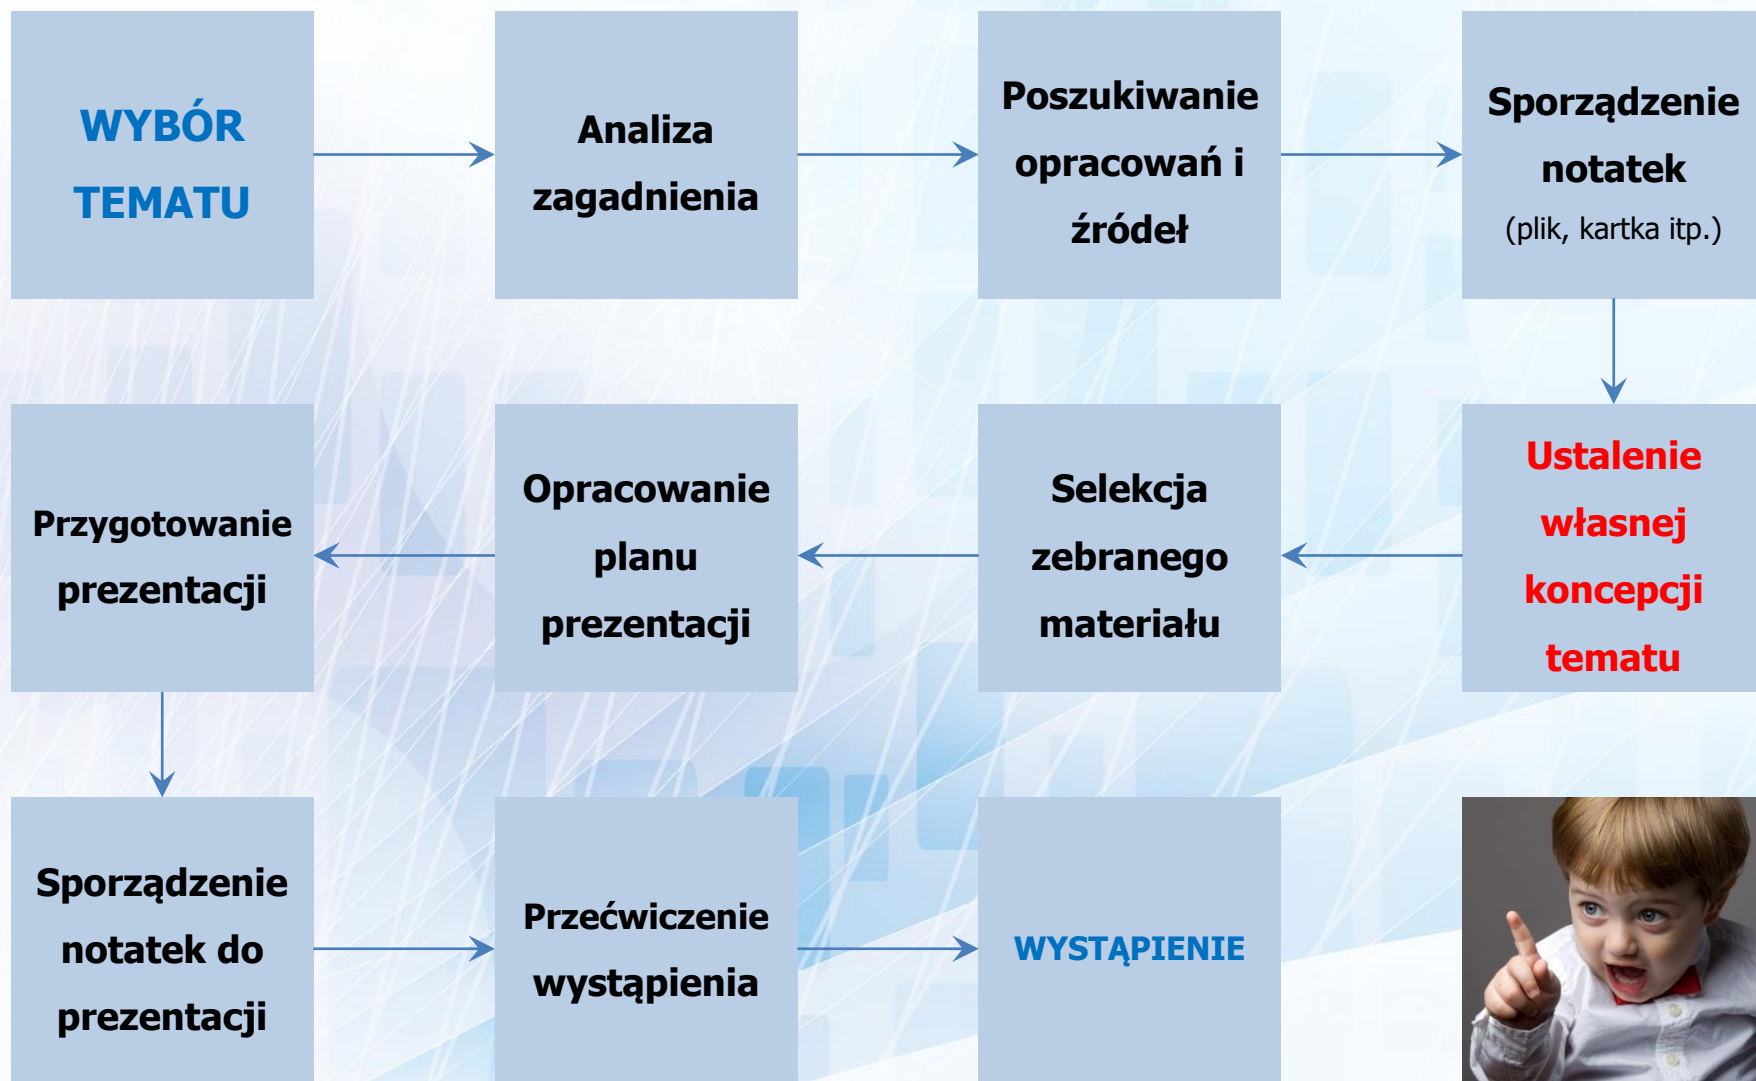 WYBÓR
TEMATU
Analiza
zagadnienia
Poszukiwanie
opracowań i
źródeł
Sporządzenie
notatek
(plik, kartka itp.)
Ustalenie
własnej
koncepcji
tematu
Selekcja
zebranego
materiału
Opracowanie
planu
prezentacji
Przygotowanie
prezentacji
Sporządzenie
notatek do
prezentacji
Przećwiczenie
wystąpienia
WYSTĄPIENIE